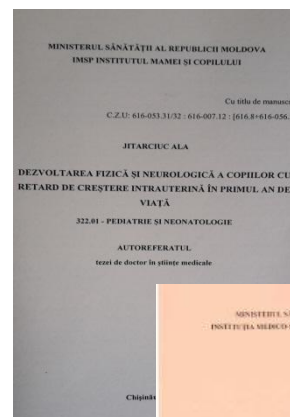 MINISTERUL SĂNĂTĂȚII AL REPUBLICII MOLDOVA
IMSP INSTITUTUL MAMEI ȘI COPILULUI
Cu titlu de manusc
C.Z.U: 616-053.31/32 : 616-007.12 : [616.8+616-056.
JITARCIUC ALA
DEZVOLTAREA FIZICĂ ȘI NEUROLOGICĂ A COPIILOR CU
RETARD DE CREȘTERE INTRAUTERINĂ ÎN PRIMUL AN DE
VIAȚĂ
322.01 - PEDIATRIE ȘI NEONATOLOGIE
AUTOREFERATUL
tezei de doctor în științe medicale
Chișinău
MINISTERUL S
INSTITUȚIA MEDICO